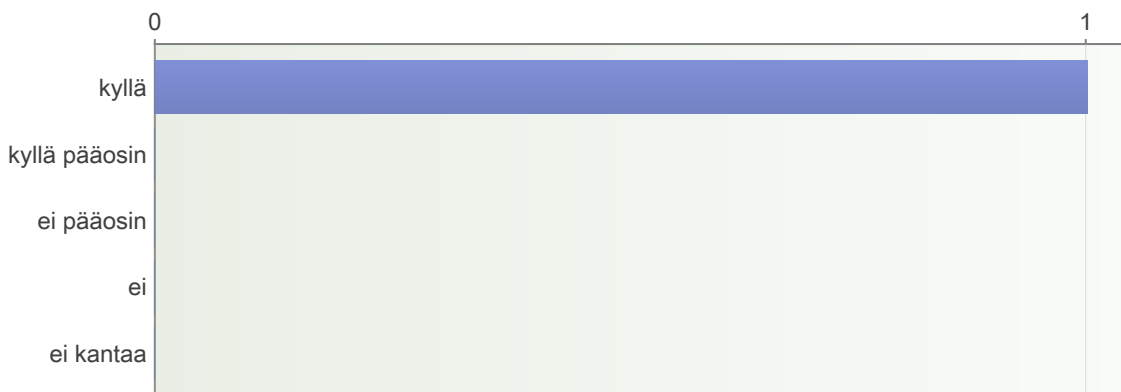 0 1
kyllä
kyllä pääosin
ei pääosin
ei
ei kantaa